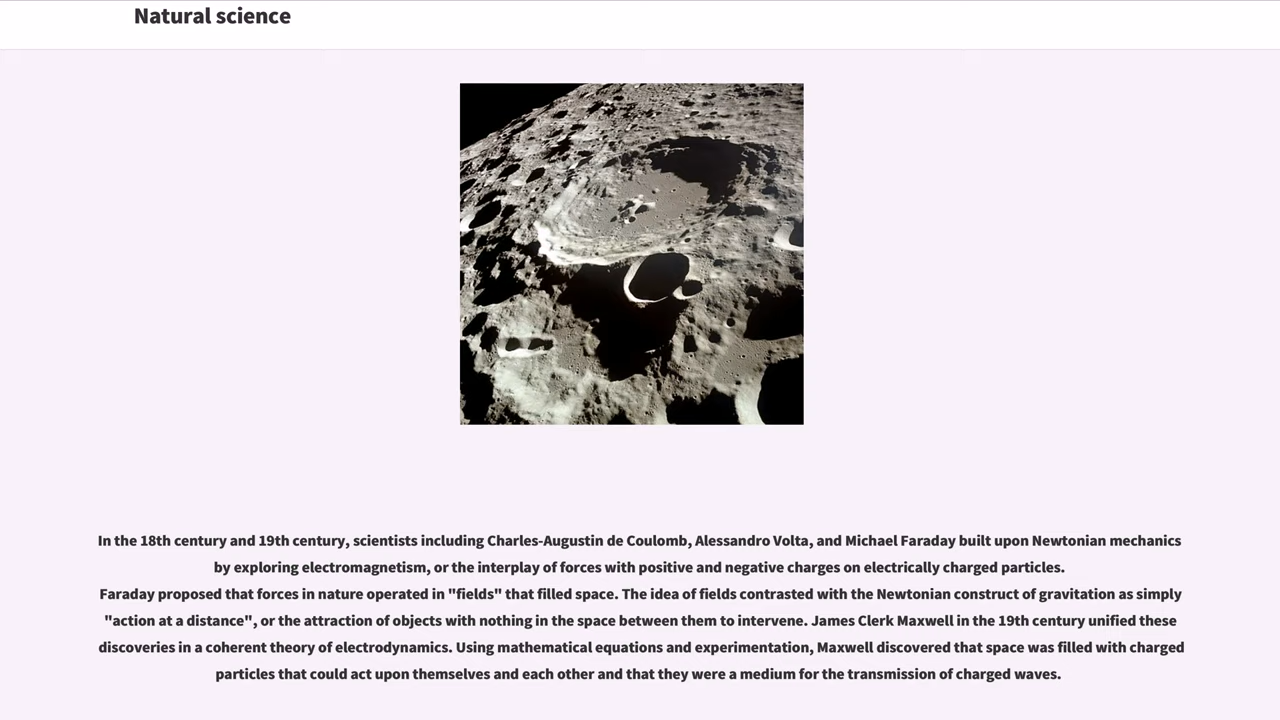 Natural science
In the 18th century and 19th century, scientists including Charles-Augustin de Coulomb, Alessandro Volta, and Michael Faraday built upon Newtonian mechanics
by exploring electromagnetism, or the interplay of forces with positive and negative charges on electrically charged particles.
Faraday proposed that forces in nature operated in "fields" that filled space. The idea of fields contrasted with the Newtonian construct of gravitation as simply
"action at a distance", or the attraction of objects with nothing in the space between them to intervene. James Clerk Maxwell in the 19th century unified these
discoveries in a coherent theory of electrodynamics. Using mathematical equations and experimentation, Maxwell discovered that space was filled with charged
particles that could act upon themselves and each other and that they were a medium for the transmission of charged waves.